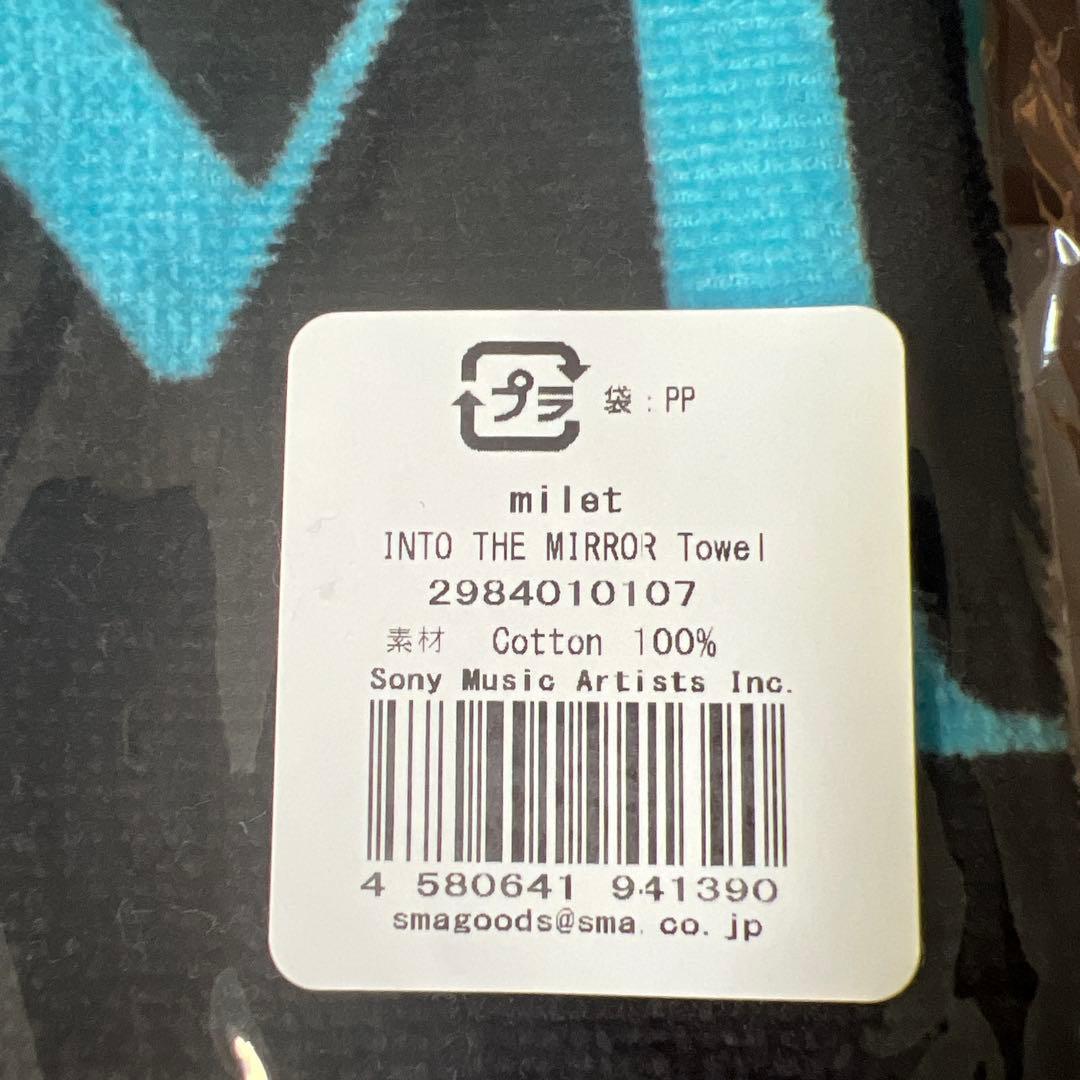 プラ 袋:PP
milet
INTO THE MIRROR Towel
2984010107
素材 Cotton 100%
Sony Music Artists Inc.
4 580641 941390
smagoods@sma.co.jp